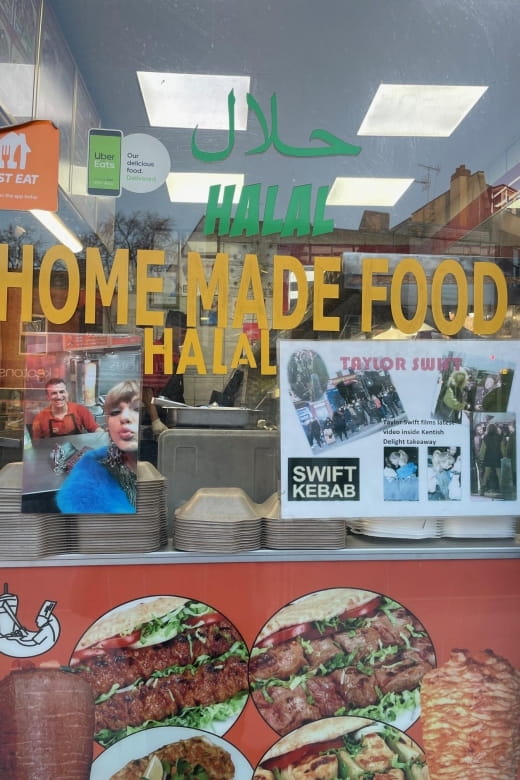 حلال
HALAL
ST EAT
Uber
Eats
Our
delicious
food.
Delivered
HOME MADE FOOD
HALAL
TAYLOR SWIFT
Taylor Swift films latest
video inside Kentish
Delight takeaway
SWIFT
KEBAB